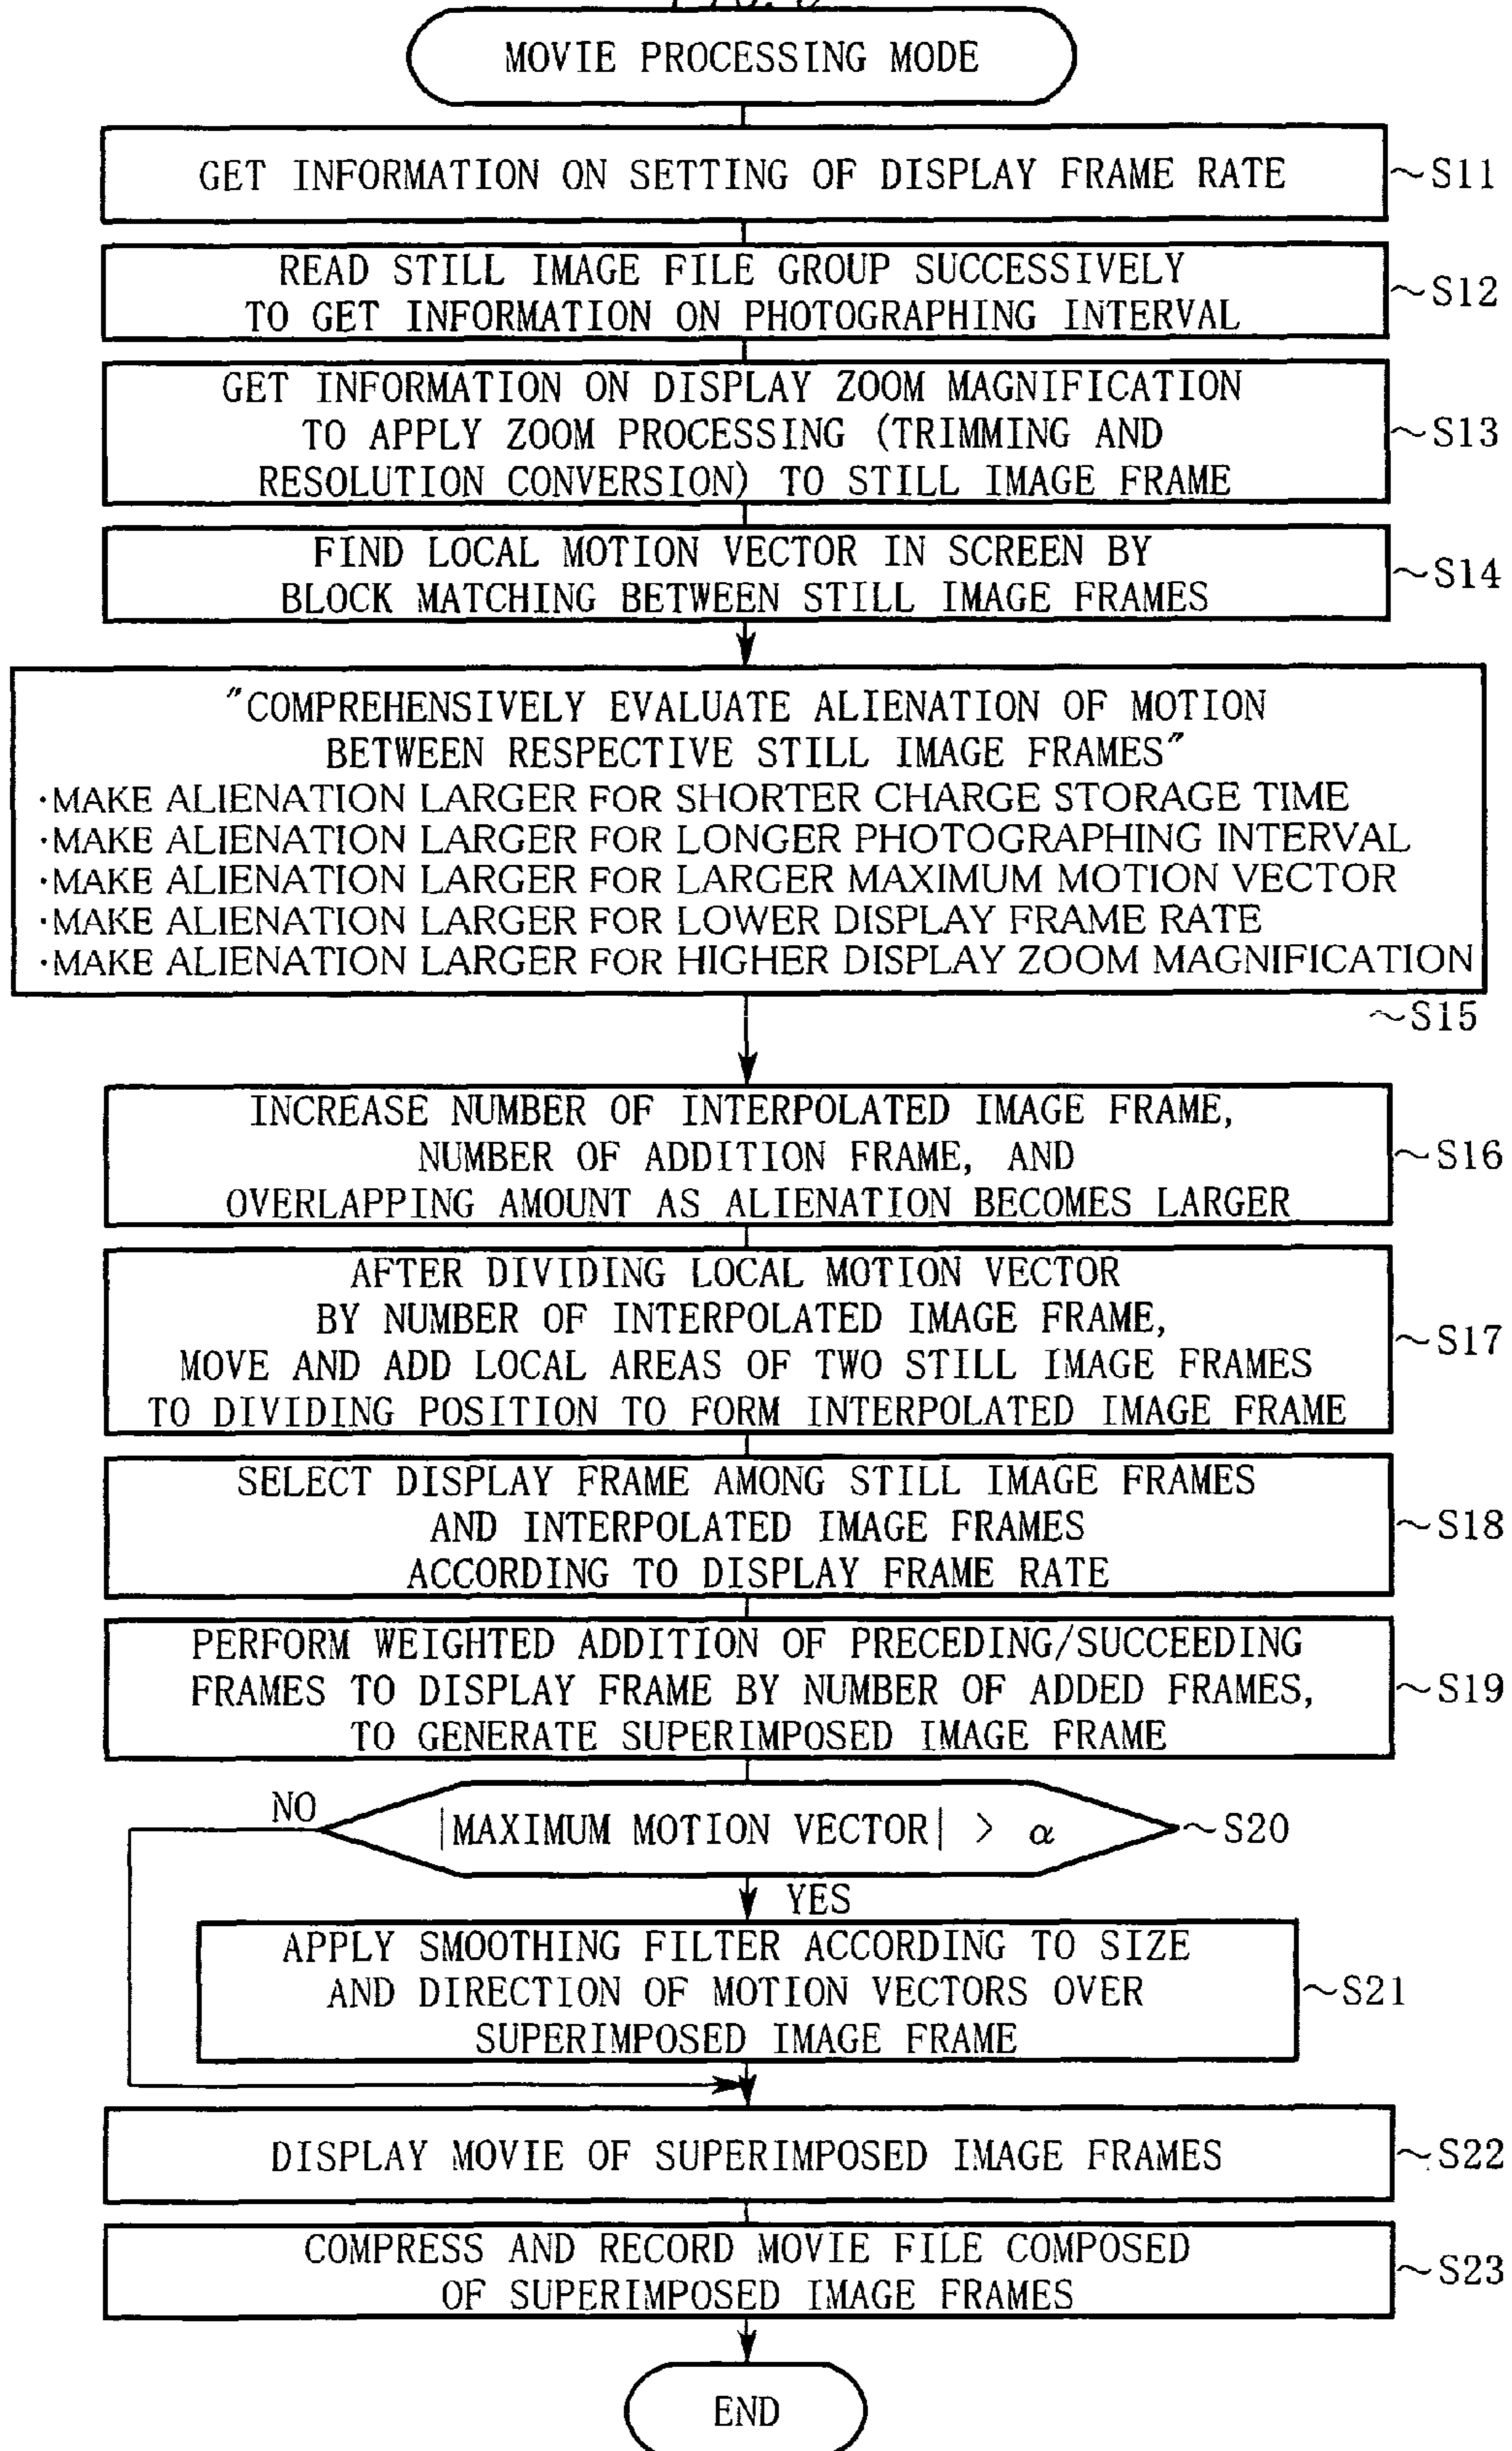 MOVIE PROCESSING MODE
GET INFORMATION ON SETTING OF DISPLAY FRAME RATE
~S11
READ STILL IMAGE FILE GROUP SUCCESSIVELY
TO GET INFORMATION ON PHOTOGRAPHING INTERVAL
~S12
GET INFORMATION ON DISPLAY ZOOM MAGNIFICATION
TO APPLY ZOOM PROCESSING (TRIMMING AND
RESOLUTION CONVERSION) TO STILL IMAGE FRAME
~S13
FIND LOCAL MOTION VECTOR IN SCREEN BY
BLOCK MATCHING BETWEEN STILL IMAGE FRAMES
~S14
"COMPREHENSIVELY EVALUATE ALIENATION OF MOTION
BETWEEN RESPECTIVE STILL IMAGE FRAMES"
·MAKE ALIENATION LARGER FOR SHORTER CHARGE STORAGE TIME
·MAKE ALIENATION LARGER FOR LONGER PHOTOGRAPHING INTERVAL
·MAKE ALIENATION LARGER FOR LARGER MAXIMUM MOTION VECTOR
·MAKE ALIENATION LARGER FOR LOWER DISPLAY FRAME RATE
·MAKE ALIENATION LARGER FOR HIGHER DISPLAY ZOOM MAGNIFICATION
~S15
INCREASE NUMBER OF INTERPOLATED IMAGE FRAME,
NUMBER OF ADDITION FRAME, AND
OVERLAPPING AMOUNT AS ALIENATION BECOMES LARGER
~S16
AFTER DIVIDING LOCAL MOTION VECTOR
BY NUMBER OF INTERPOLATED IMAGE FRAME,
MOVE AND ADD LOCAL AREAS OF TWO STILL IMAGE FRAMES
TO DIVIDING POSITION TO FORM INTERPOLATED IMAGE FRAME
~S17
SELECT DISPLAY FRAME AMONG STILL IMAGE FRAMES
AND INTERPOLATED IMAGE FRAMES
ACCORDING TO DISPLAY FRAME RATE
~S18
PERFORM WEIGHTED ADDITION OF PRECEDING/SUCCEEDING
FRAMES TO DISPLAY FRAME BY NUMBER OF ADDED FRAMES,
TO GENERATE SUPERIMPOSED IMAGE FRAME
~S19
NO
|MAXIMUM MOTION VECTOR| > α
~S20
YES
APPLY SMOOTHING FILTER ACCORDING TO SIZE
AND DIRECTION OF MOTION VECTORS OVER
SUPERIMPOSED IMAGE FRAME
~S21
DISPLAY MOVIE OF SUPERIMPOSED IMAGE FRAMES
~S22
COMPRESS AND RECORD MOVIE FILE COMPOSED
OF SUPERIMPOSED IMAGE FRAMES
~S23
END